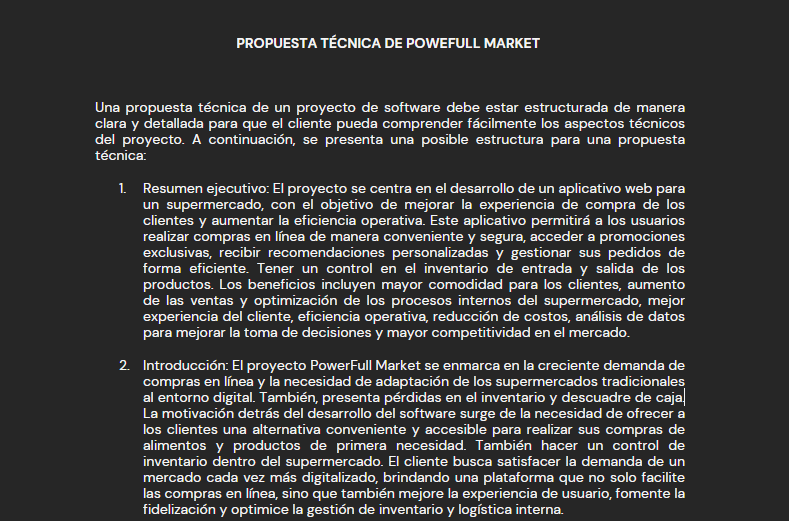 PROPUESTA TÉCNICA DE POWEFULL MARKET
Una propuesta técnica de un proyecto de software debe estar estructurada de manera
clara y detallada para que el cliente pueda comprender fácilmente los aspectos técnicos
del proyecto. A continuación, se presenta una posible estructura para una propuesta
técnica:
1. Resumen ejecutivo: El proyecto se centra en el desarrollo de un aplicativo web para
un supermercado, con el objetivo de mejorar la experiencia de compra de los
clientes y aumentar la eficiencia operativa. Este aplicativo permitirá a los usuarios
realizar compras en línea de manera conveniente y segura, acceder a promociones
exclusivas, recibir recomendaciones personalizadas y gestionar sus pedidos de
forma eficiente. Tener un control en el inventario de entrada y salida de los
productos. Los beneficios incluyen mayor comodidad para los clientes, aumento
de las ventas y optimización de los procesos internos del supermercado, mejor
experiencia del cliente, eficiencia operativa, reducción de costos, análisis de datos
para mejorar la toma de decisiones y mayor competitividad en el mercado.
2. Introducción: El proyecto PowerFull Market se enmarca en la creciente demanda de
compras en línea y la necesidad de adaptación de los supermercados tradicionales
al entorno digital. También, presenta pérdidas en el inventario y descuadre de caja.
La motivación detrás del desarrollo del software surge de la necesidad de ofrecer a
los clientes una alternativa conveniente y accesible para realizar sus compras de
alimentos y productos de primera necesidad. También hacer un control de
inventario dentro del supermercado. El cliente busca satisfacer la demanda de un
mercado cada vez más digitalizado, brindando una plataforma que no solo facilite
las compras en línea, sino que también mejore la experiencia de usuario, fomente la
fidelización y optimice la gestión de inventario y logística interna.